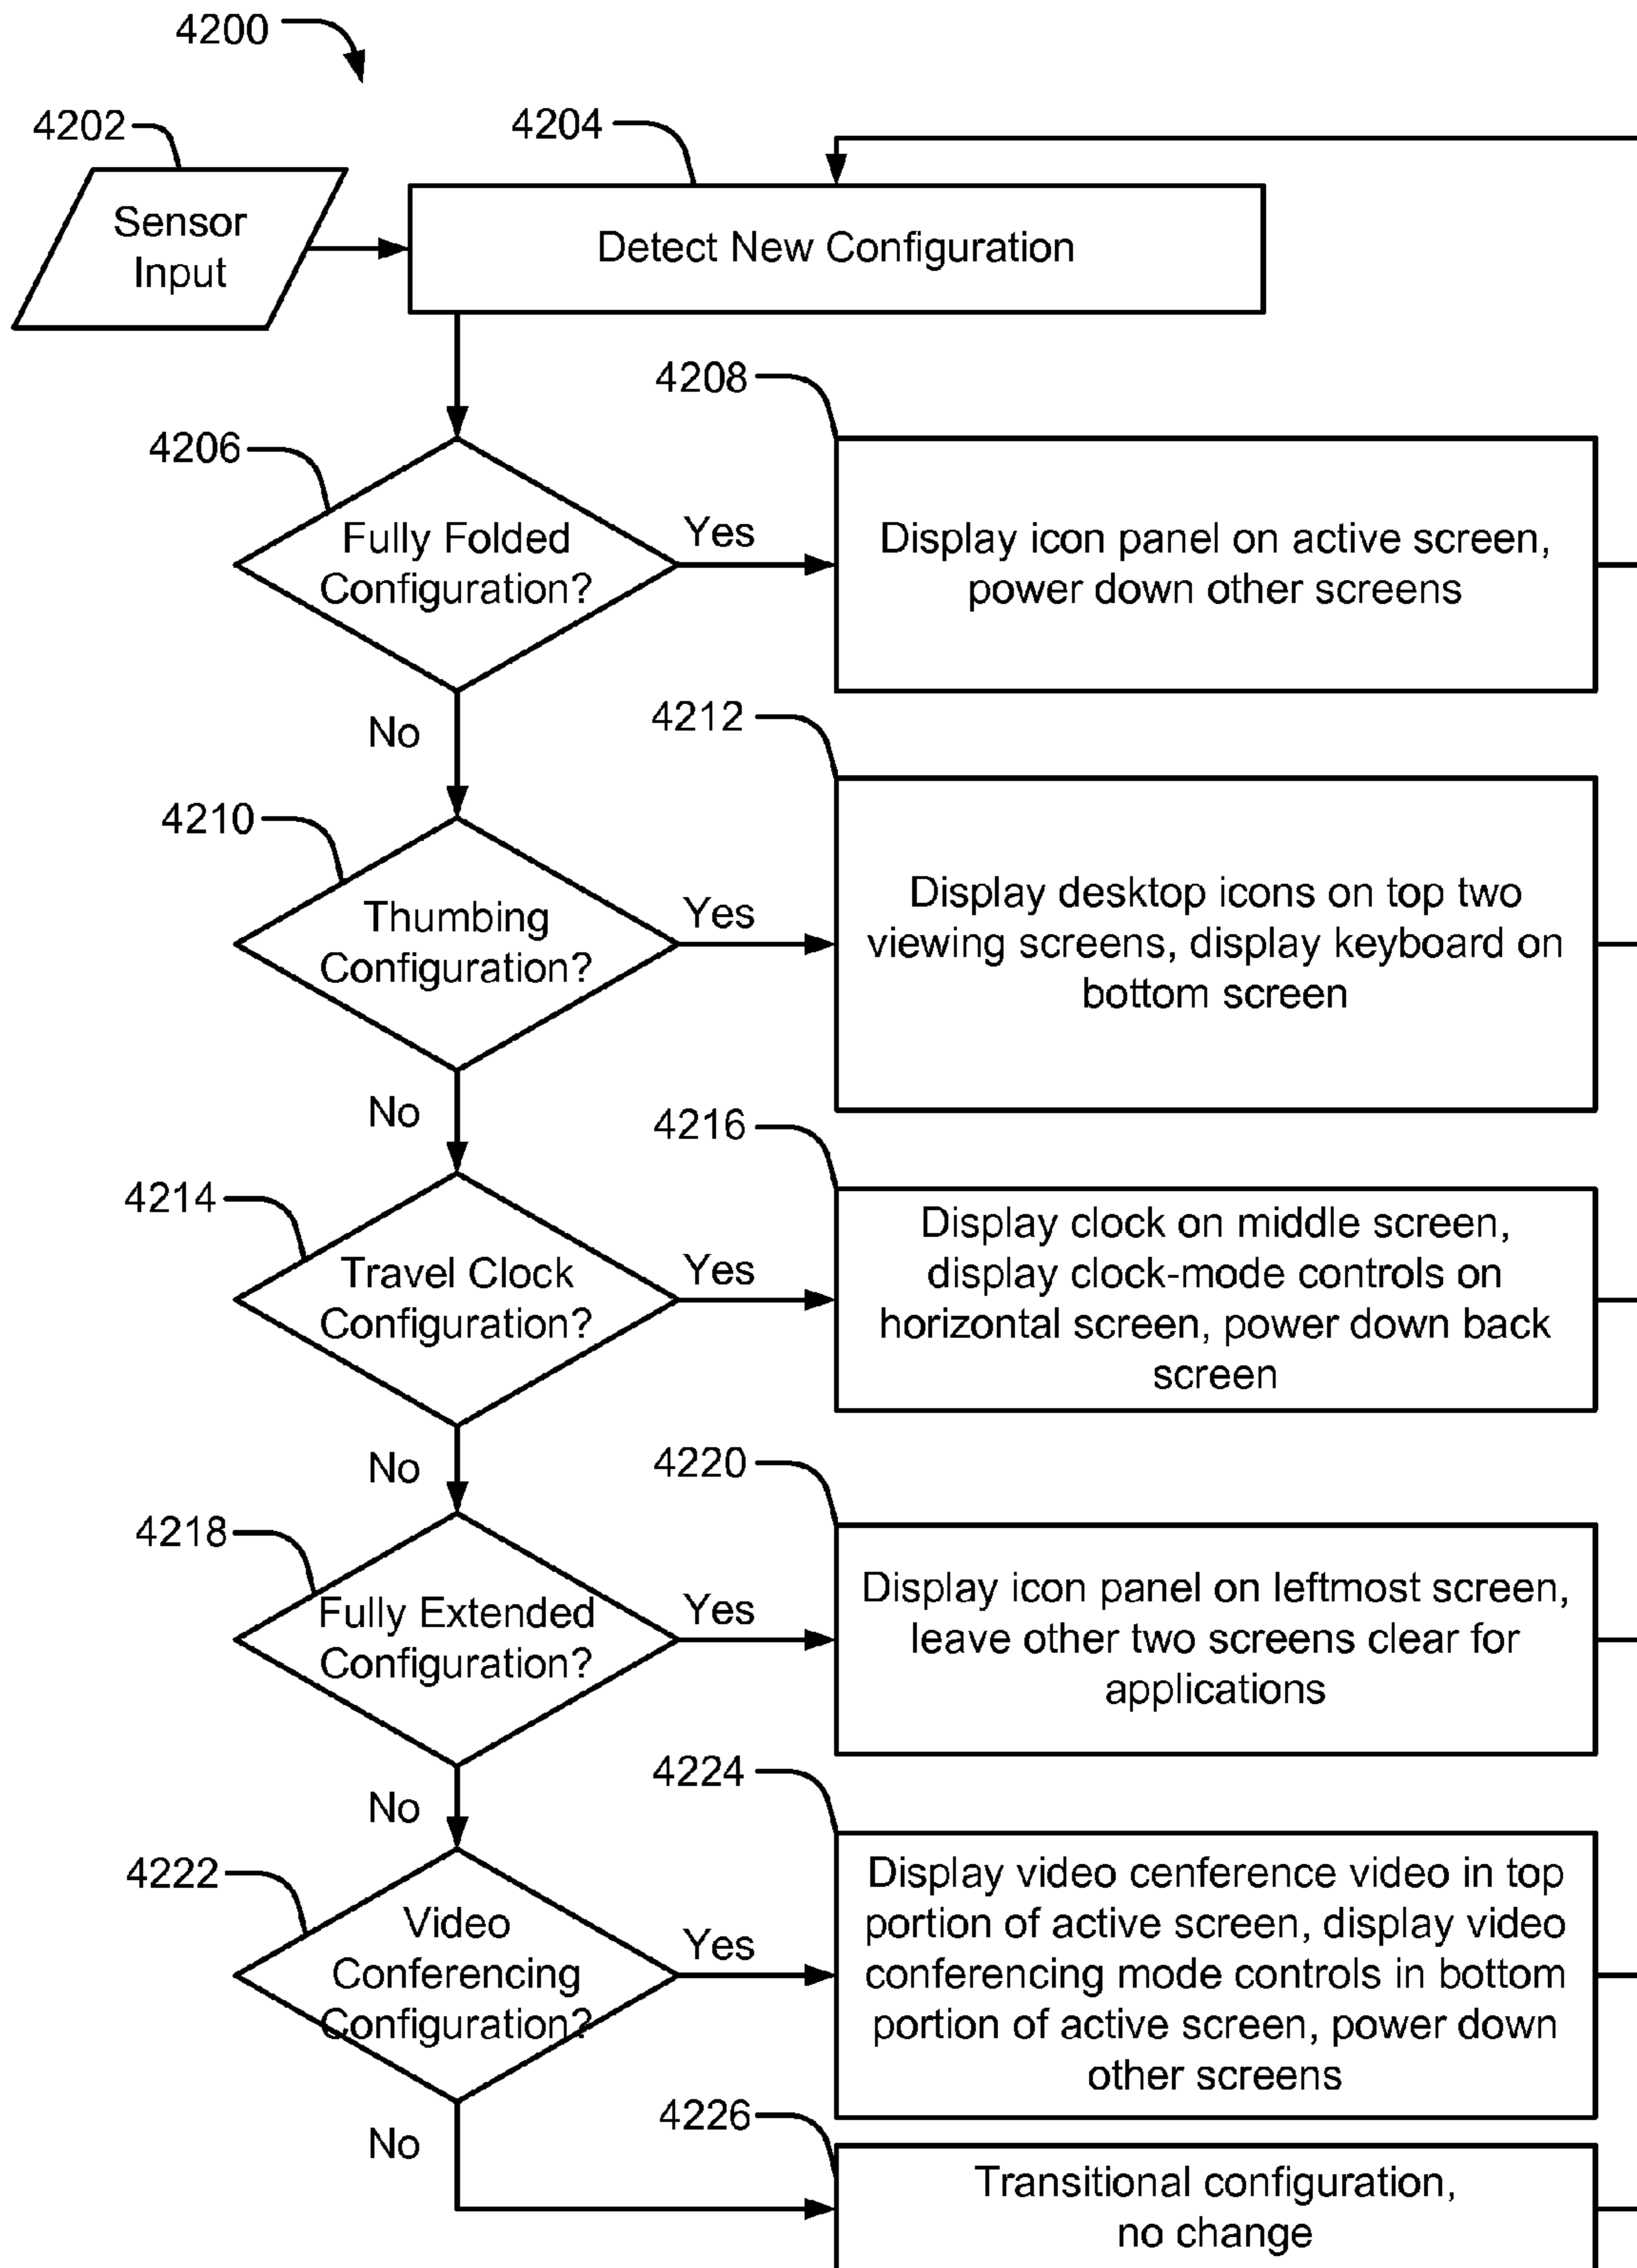 4200
4202
4204
Sensor
Input
Detect New Configuration
4206
4208
Fully Folded
Configuration?
Yes
Display icon panel on active screen,
power down other screens
No
4210
4212
Thumbing
Configuration?
Yes
Display desktop icons on top two
viewing screens, display keyboard on
bottom screen
No
4214
4216
Travel Clock
Configuration?
Yes
Display clock on middle screen,
display clock-mode controls on
horizontal screen, power down back
screen
No
4218
4220
Fully Extended
Configuration?
Yes
Display icon panel on leftmost screen,
leave other two screens clear for
applications
No
4222
4224
Video
Conferencing
Configuration?
Yes
Display video cenference video in top
portion of active screen, display video
conferencing mode controls in bottom
portion of active screen, power down
other screens
No
4226
Transitional configuration,
no change